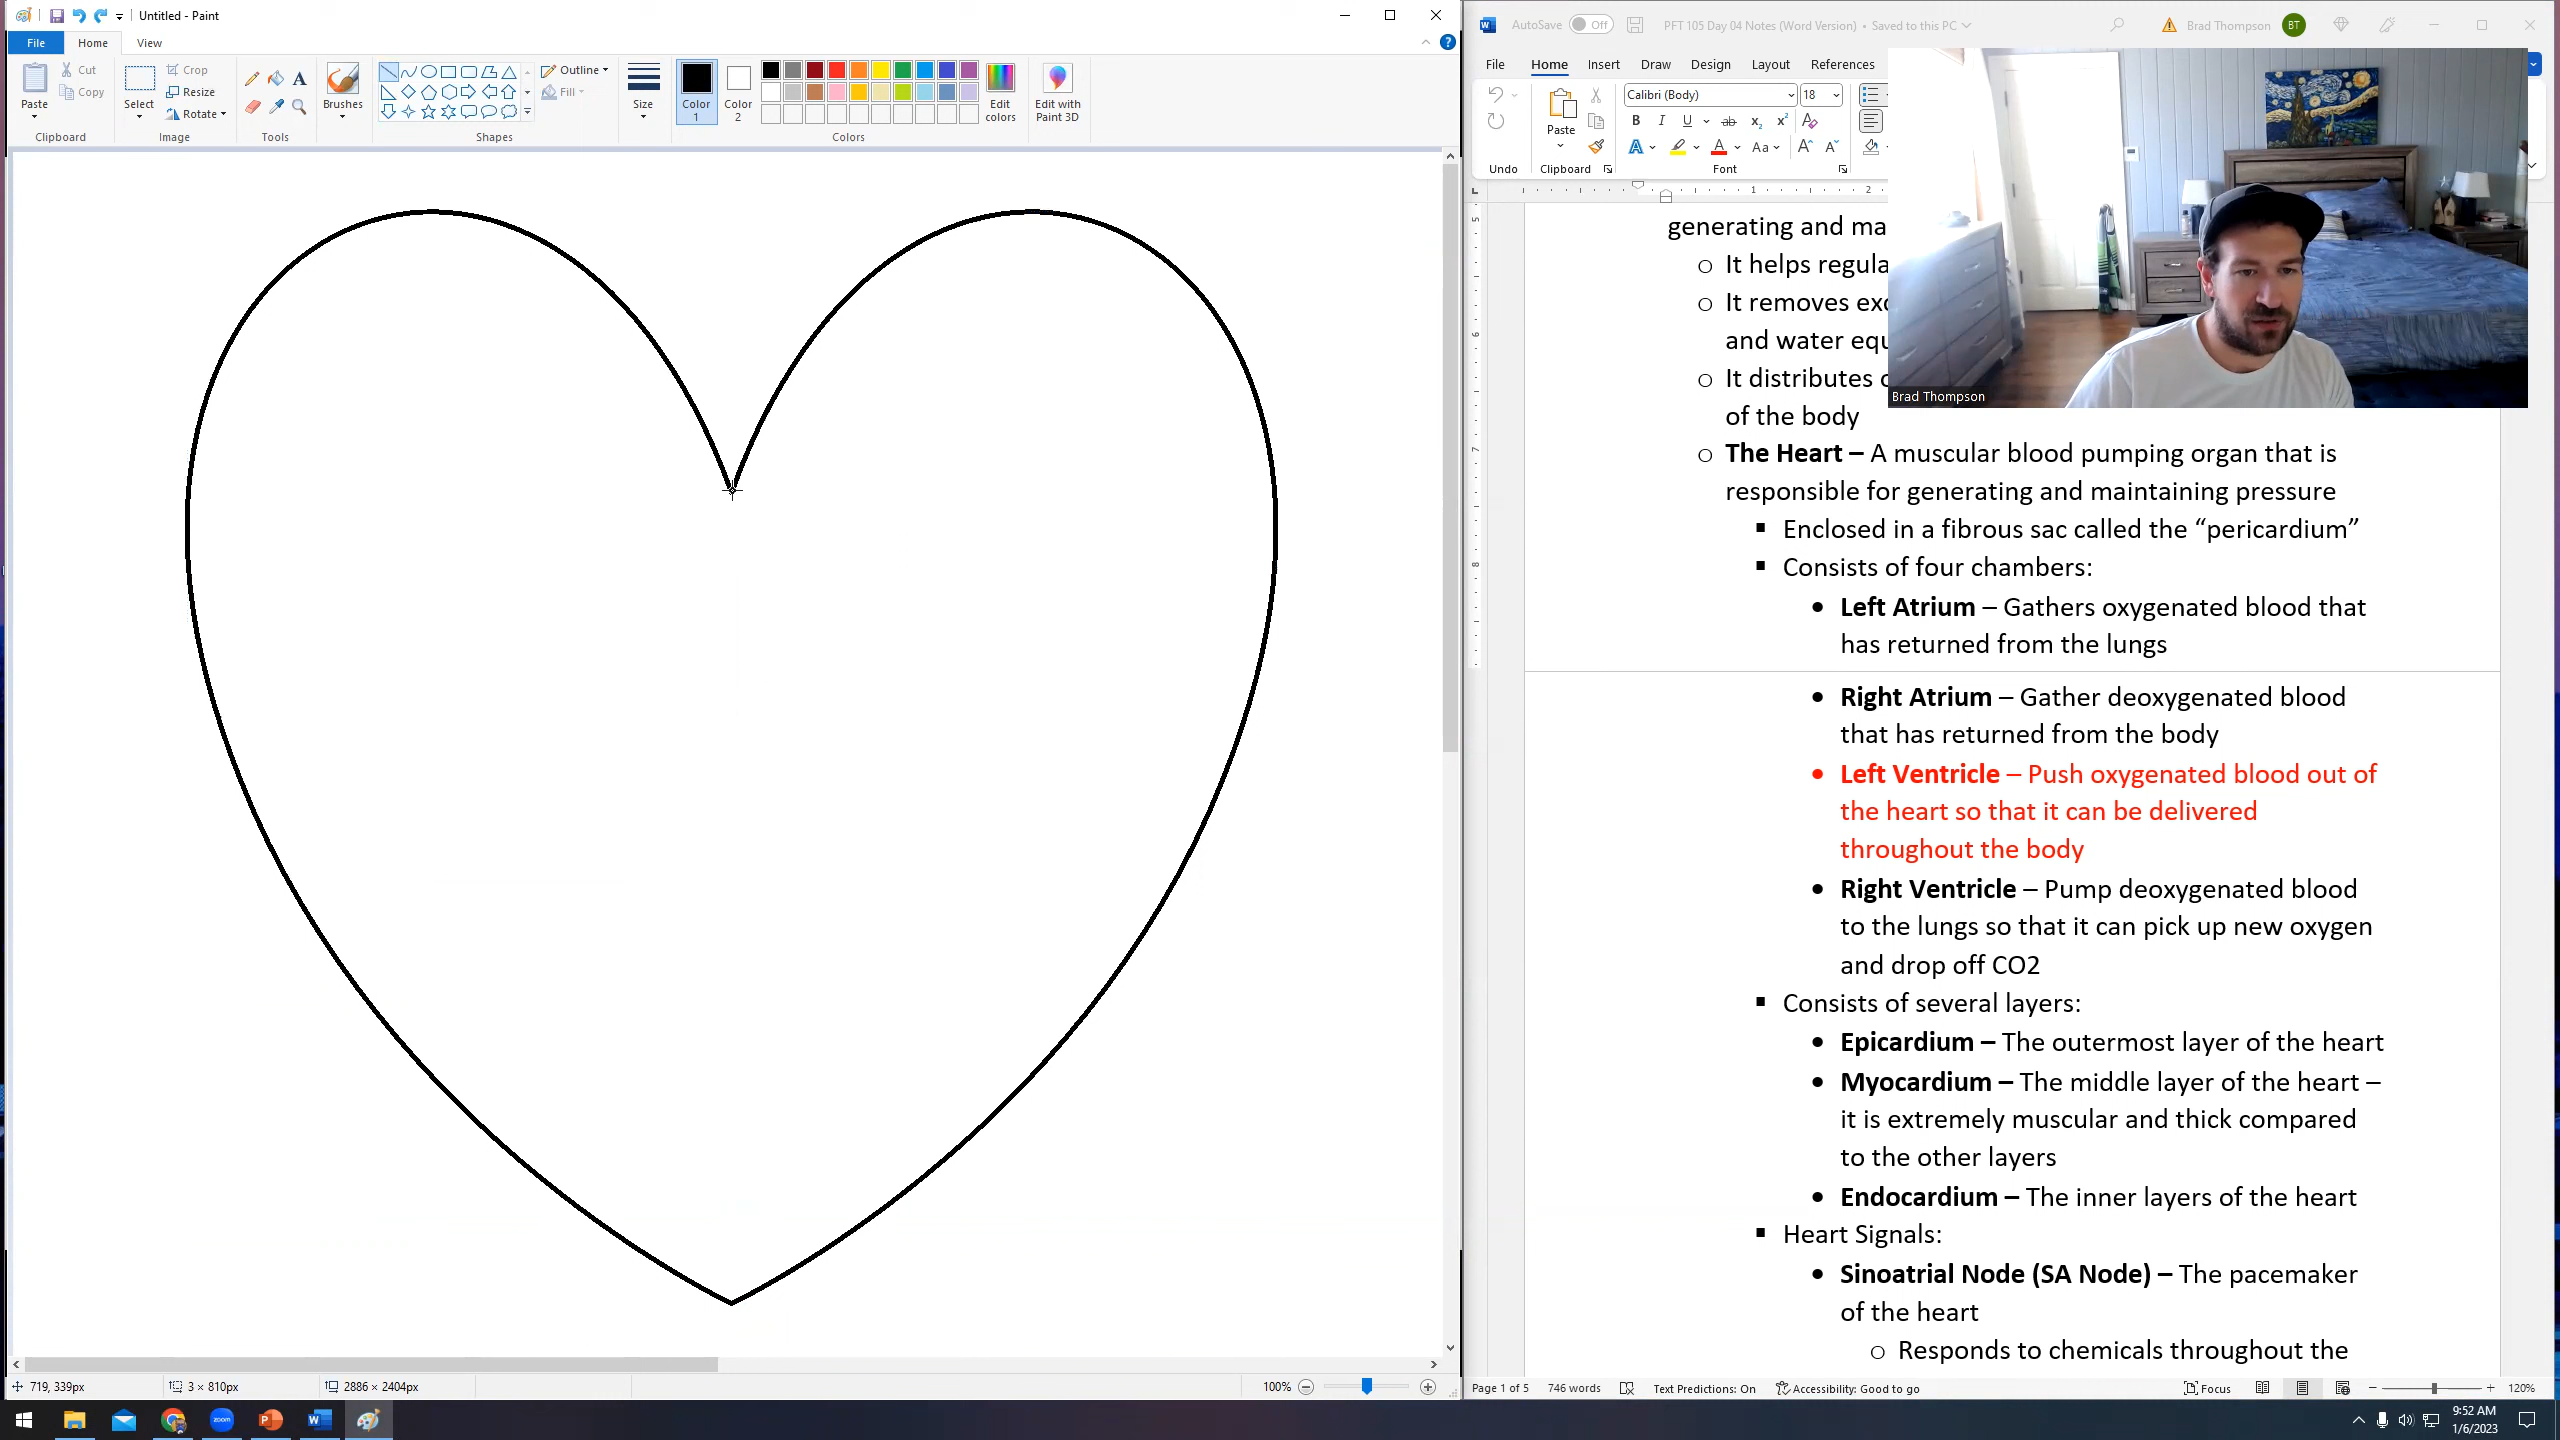 Untitled - Paint
File
Home
View
Paste
Cut
Copy
Clipboard
Select
Crop
Resize
Rotate
Image
Tools
Brushes
Shapes
Outline
Fill
Size
Color
1
Color
2
Colors
Edit
colors
Edit with
Paint 3D
719, 339px
3 × 810px
2886 × 2404px
100%
AutoSave
Off
PFT 105 Day 04 Notes (Word Version) • Saved to this PC
Brad Thompson
BT
File
Home
Insert
Draw
Design
Layout
References
Paste
Undo
Clipboard
Calibri (Body)
18
Font
Brad Thompson
generating and ma
o It helps regula
o It removes exc
and water equ
o It distributes
of the body
o The Heart – A muscular blood pumping organ that is
responsible for generating and maintaining pressure
▪ Enclosed in a fibrous sac called the “pericardium”
▪ Consists of four chambers:
• Left Atrium – Gathers oxygenated blood that
has returned from the lungs
• Right Atrium – Gather deoxygenated blood
that has returned from the body
• Left Ventricle – Push oxygenated blood out of
the heart so that it can be delivered
throughout the body
• Right Ventricle – Pump deoxygenated blood
to the lungs so that it can pick up new oxygen
and drop off CO2
▪ Consists of several layers:
• Epicardium – The outermost layer of the heart
• Myocardium – The middle layer of the heart –
it is extremely muscular and thick compared
to the other layers
• Endocardium – The inner layers of the heart
▪ Heart Signals:
• Sinoatrial Node (SA Node) – The pacemaker
of the heart
o Responds to chemicals throughout the
Page 1 of 5
746 words
Text Predictions: On
Accessibility: Good to go
Focus
120%
9:52 AM
1/6/2023